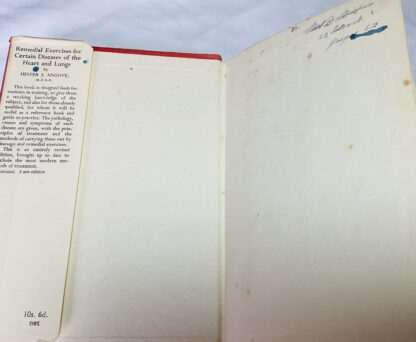 Remedial Exercises for
Certain Diseases of the
Heart and Lungs
by
HESTER S. ANGOVE,
M.C.S.P.
This book is designed both for
students in training, to give them
a working knowledge of the
subject, and also for those already
qualified, for whom it will be
useful as a reference book and
guide to practice. The pathology,
causes and symptoms of each
disease are given, with the prin-
ciples of treatment and the
methods of carrying them out by
massage and remedial exercises.
This is an entirely revised
edition, brought up to date to
include the most modern
of treatment.
A new edition
10s. 6d.
net